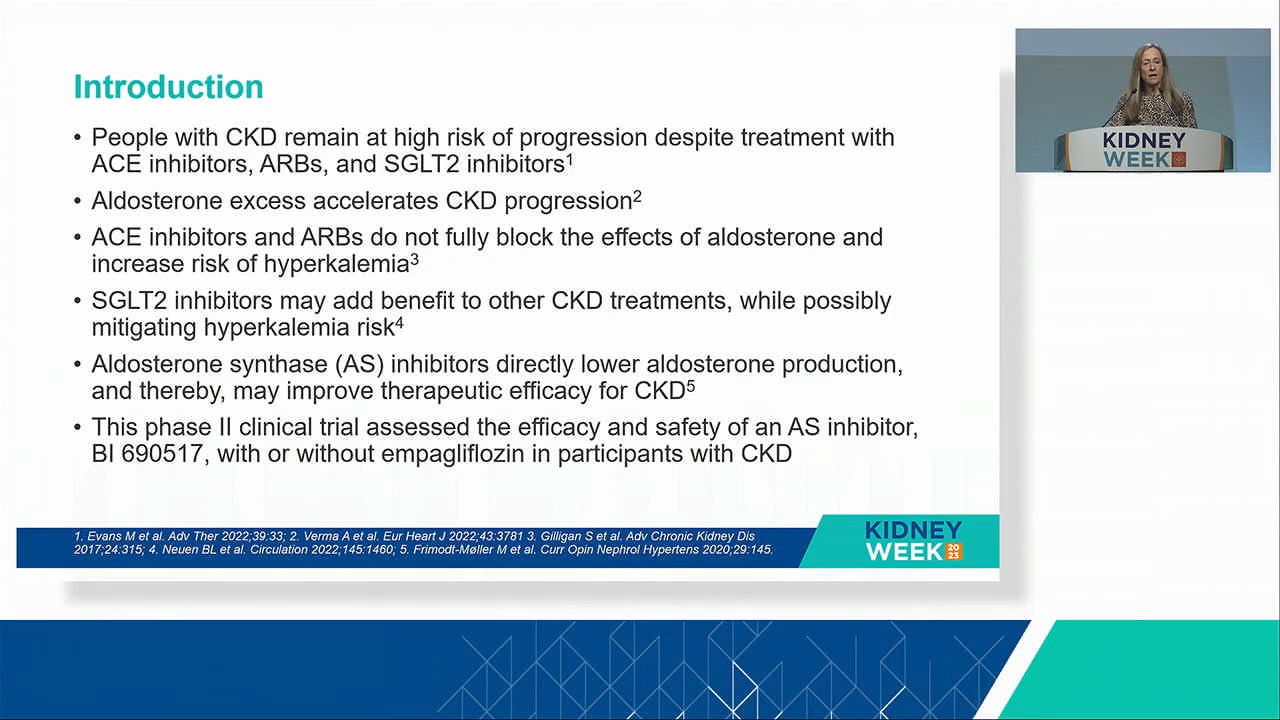 Introduction
• People with CKD remain at high risk of progression despite treatment with
ACE inhibitors, ARBs, and SGLT2 inhibitors1
• Aldosterone excess accelerates CKD progression2
• ACE inhibitors and ARBs do not fully block the effects of aldosterone and
increase risk of hyperkalemia3
• SGLT2 inhibitors may add benefit to other CKD treatments, while possibly
mitigating hyperkalemia risk4
• Aldosterone synthase (AS) inhibitors directly lower aldosterone production,
and thereby, may improve therapeutic efficacy for CKD5
• This phase II clinical trial assessed the efficacy and safety of an AS inhibitor,
BI 690517, with or without empagliflozin in participants with CKD
1. Evans M et al. Adv Ther 2022;39:33; 2. Verma A et al. Eur Heart J 2022;43:3781 3. Gilligan S et al. Adv Chronic Kidney Dis
2017;24:315; 4. Neuen BL et al. Circulation 2022;145:1460; 5. Frimodt-Møller M et al. Curr Opin Nephrol Hypertens 2020;29:145.
KIDNEY
WEEK 2023
KIDNEY
WEEK